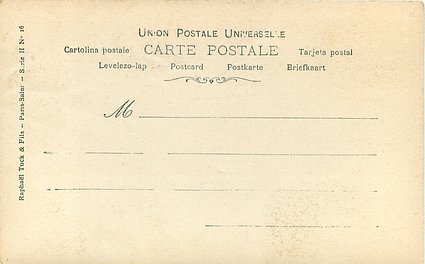 UNION POSTALE UNIVERSELLE
Cartolina postale CARTE POSTALE Tarjeta postal
Levelezo-lap Postcard Postkarte Briefkaart
M
Raphaël Tuck & Fils - Paris-Salon - Série II No 16